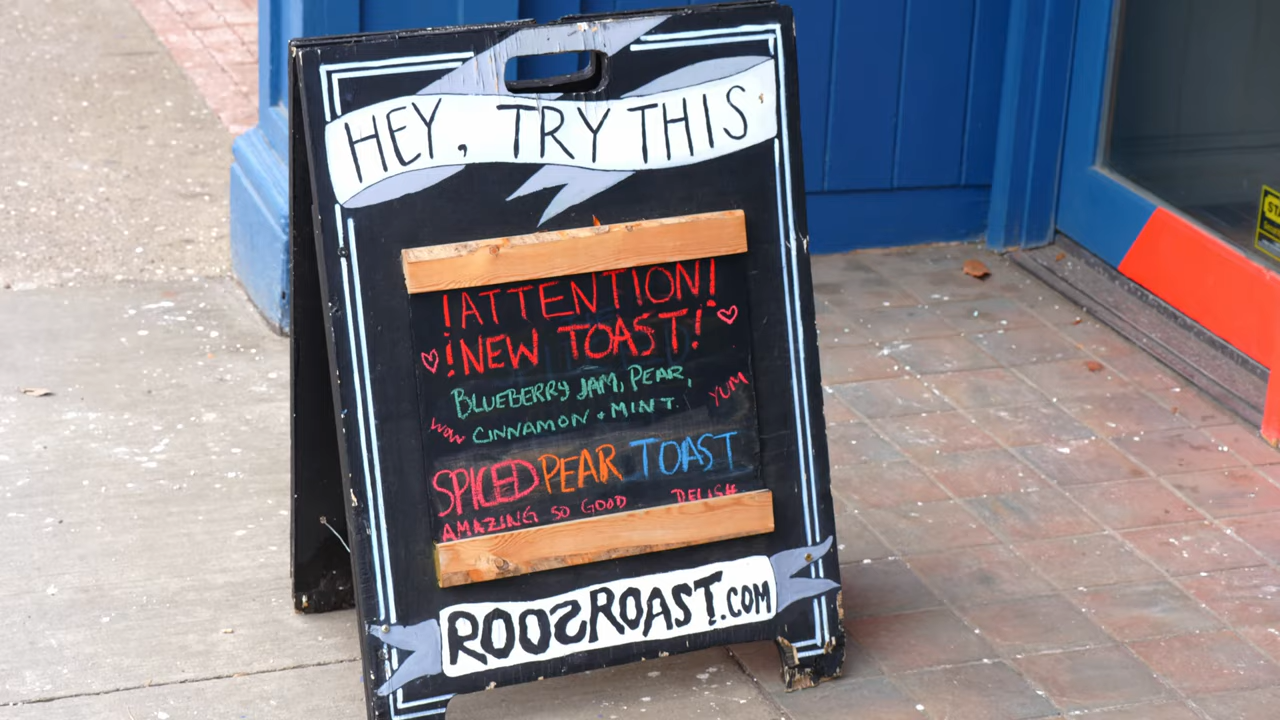 HEY, TRY THIS
!ATTENTION!
!NEW TOAST!
BLUEBERRY JAM, PEAR,
YUM
WOW
CINNAMON + MINT.
SPICED PEAR TOAST
AMAZING SO GOOD DELISH
ROOSROAST.COM